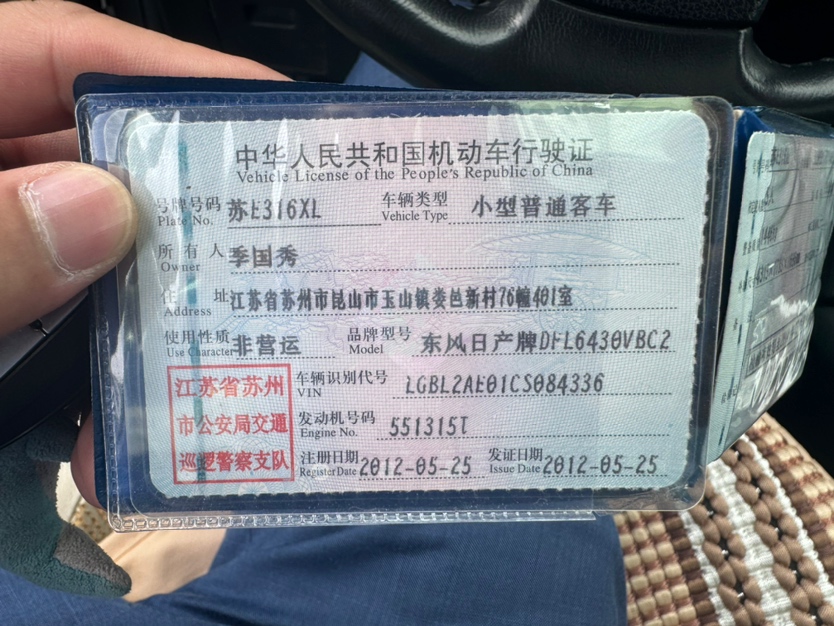 中华人民共和国机动车行驶证
Vehicle License of the People's Republic of China
号牌号码 Plate No. 苏E316XL 车辆类型 Vehicle Type 小型普通客车
所有人 Owner 季国秀
住址 Address 江苏省苏州市昆山市玉山镇娄邑新村76幢401室
使用性质 Use Character 非营运 品牌型号 Model 东风日产牌DFL6430VBC2
车辆识别代号 VIN LGBL2AE01CS084336
发动机号码 Engine No. 551315T
注册日期 Register Date 2012-05-25 发证日期 Issue Date 2012-05-25
江苏省苏州
市公安局交通
巡逻警察支队